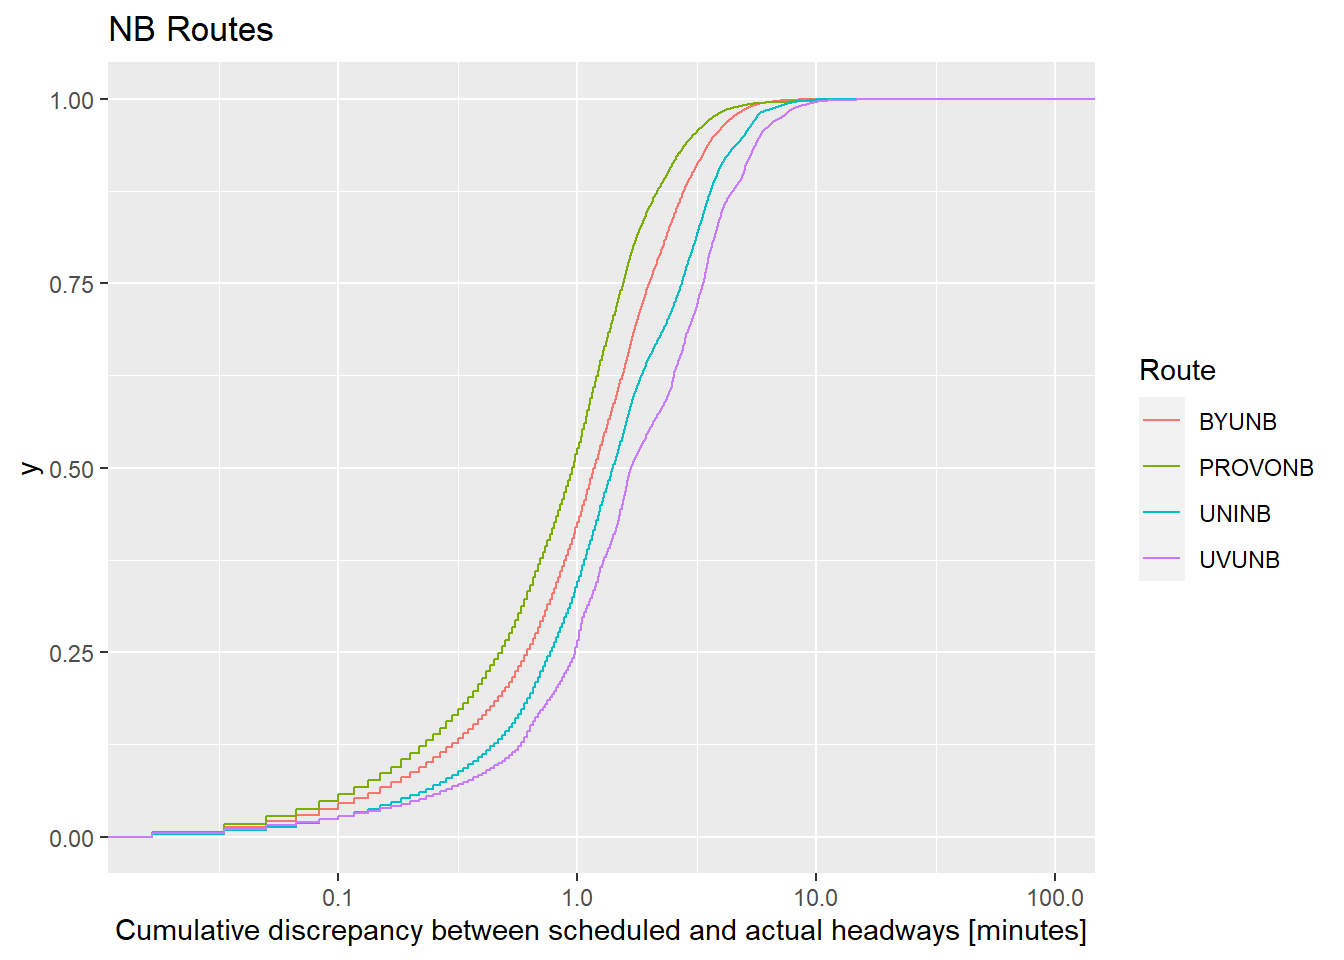 NB Routes
1.00
0.75
0.50
0.25
0.00
y
0.1 1.0 10.0 100.0
Cumulative discrepancy between scheduled and actual headways [minutes]
Route
BYUNB
PROVONB
UNINB
UVUNB